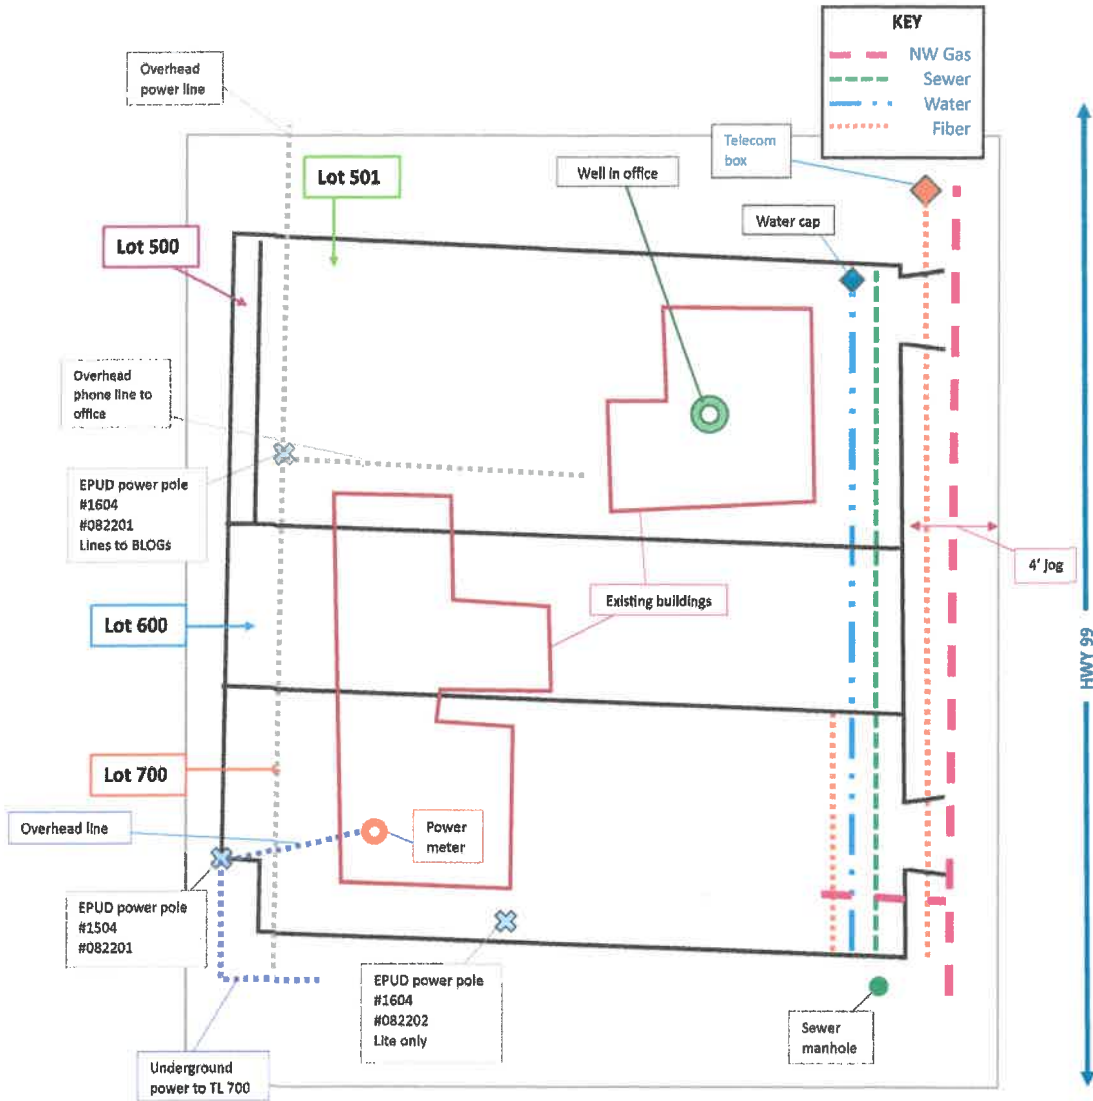 KEY
NW Gas
Sewer
Water
Fiber
Overhead
power line
Telecom
box
Lot 501
Well in office
Water cap
Lot 500
Overhead
phone line to
office
EPUD power pole
#1604
#082201
Lines to BLOGs
4' Jog
Existing buildings
Lot 600
HWY 99
Lot 700
Overhead line
Power
meter
EPUD power pole
#1504
#082201
EPUD power pole
#1604
#082202
Lite only
Sewer
manhole
Underground
power to TL 700